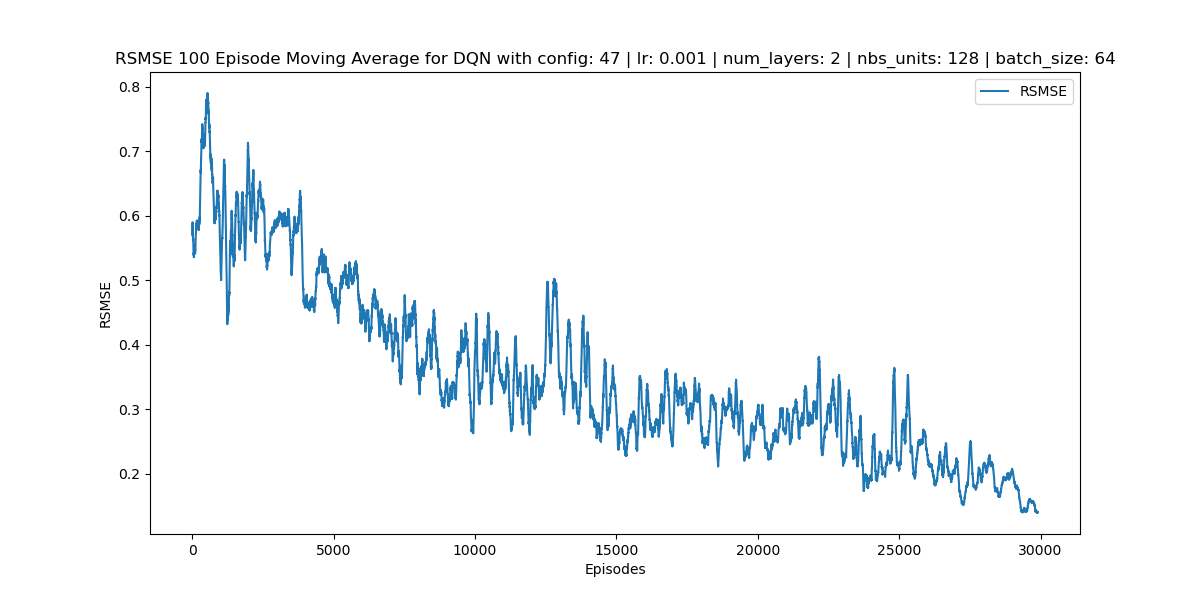 RSMSE 100 Episode Moving Average for DQN with config: 47 | lr: 0.001 | num_layers: 2 | nbs_units: 128 | batch_size: 64
RSMSE
0.8
0.7
0.6
0.5
0.4
0.3
0.2
RSMSE
0 5000 10000 15000 20000 25000 30000
Episodes